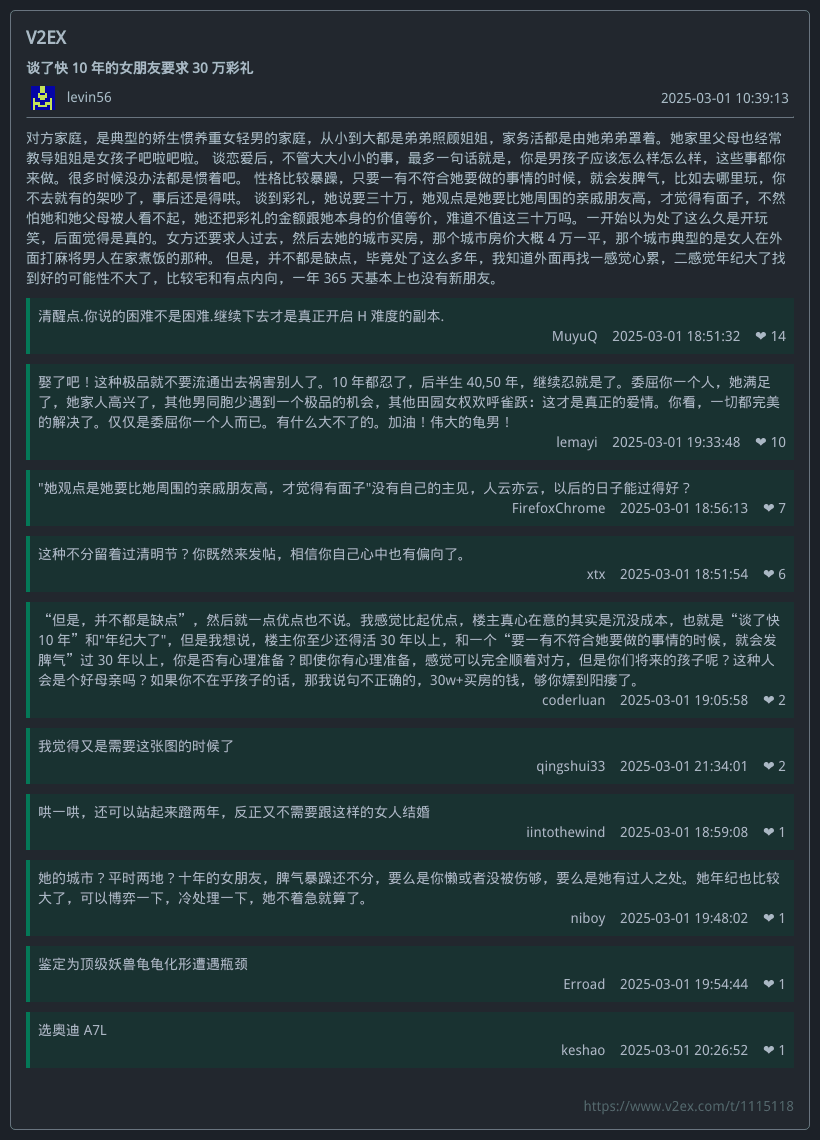 V2EX
谈了快 10 年的女朋友要求 30 万彩礼
levin56
2025-03-01 10:39:13
对方家庭，是典型的娇生惯养重女轻男的家庭，从小到大都是弟弟照顾姐姐，家务活都是由她弟弟罩着。她家里父母也经常
教导姐姐是女孩子吧啦吧啦。 谈恋爱后，不管大大小小的事，最多一句话就是，你是男孩子应该怎么样怎么样，这些事都你
来做。很多时候没办法都是惯着吧。 性格比较暴躁，只要一有不符合她要做的事情的时候，就会发脾气，比如去哪里玩，你
不去就有的架吵了，事后还是得哄。 谈到彩礼，她说要三十万，她观点是她要比她周围的亲戚朋友高，才觉得有面子，不然
怕她和她父母被人看不起，她还把彩礼的金额跟她本身的价值等价，难道不值这三十万吗。一开始以为处了这么久是开玩
笑，后面觉得是真的。女方还要求人过去，然后去她的城市买房，那个城市房价大概 4 万一平，那个城市典型的是女人在外
面打麻将男人在家煮饭的那种。 但是，并不都是缺点，毕竟处了这么多年，我知道外面再找一感觉心累，二感觉年纪大了找
到好的可能性不大了，比较宅和有点内向，一年 365 天基本上也没有新朋友。
清醒点.你说的困难不是困难.继续下去才是真正开启 H 难度的副本.
MuyuQ 2025-03-01 18:51:32 ❤ 14
娶了吧！这种极品就不要流通出去祸害别人了。10 年都忍了，后半生 40,50 年，继续忍就是了。委屈你一个人，她满足
了，她家人高兴了，其他男同胞少遇到一个极品的机会，其他田园女权欢呼雀跃：这才是真正的爱情。你看，一切都完美
的解决了。仅仅是委屈你一个人而已。有什么大不了的。加油！伟大的龟男！
lemayi 2025-03-01 19:33:48 ❤ 10
"她观点是她要比她周围的亲戚朋友高，才觉得有面子"没有自己的主见，人云亦云，以后的日子能过得好？
FirefoxChrome 2025-03-01 18:56:13 ❤ 7
这种不分留着过清明节？你既然来发帖，相信你自己心中也有偏向了。
xtx 2025-03-01 18:51:54 ❤ 6
“但是，并不都是缺点”，然后就一点优点也不说。我感觉比起优点，楼主真心在意的其实是沉没成本，也就是“谈了快
10 年”和"年纪大了"，但是我想说，楼主你至少还得活 30 年以上，和一个“要一有不符合她要做的事情的时候，就会发
脾气”过 30 年以上，你是否有心理准备？即使你有心理准备，感觉可以完全顺着对方，但是你们将来的孩子呢？这种人
会是个好母亲吗？如果你不在乎孩子的话，那我说句不正确的，30w+买房的钱，够你嫖到阳痿了。
coderluan 2025-03-01 19:05:58 ❤ 2
我觉得又是需要这张图的时候了
qingshui33 2025-03-01 21:34:01 ❤ 2
哄一哄，还可以站起来蹬两年，反正又不需要跟这样的女人结婚
iintothewind 2025-03-01 18:59:08 ❤ 1
她的城市？平时两地？十年的女朋友，脾气暴躁还不分，要么是你懒或者没被伤够，要么是她有过人之处。她年纪也比较
大了，可以博弈一下，冷处理一下，她不着急就算了。
niboy 2025-03-01 19:48:02 ❤ 1
鉴定为顶级妖兽龟龟化形遭遇瓶颈
Erroad 2025-03-01 19:54:44 ❤ 1
选奥迪 A7L
keshao 2025-03-01 20:26:52 ❤ 1
https://www.v2ex.com/t/1115118